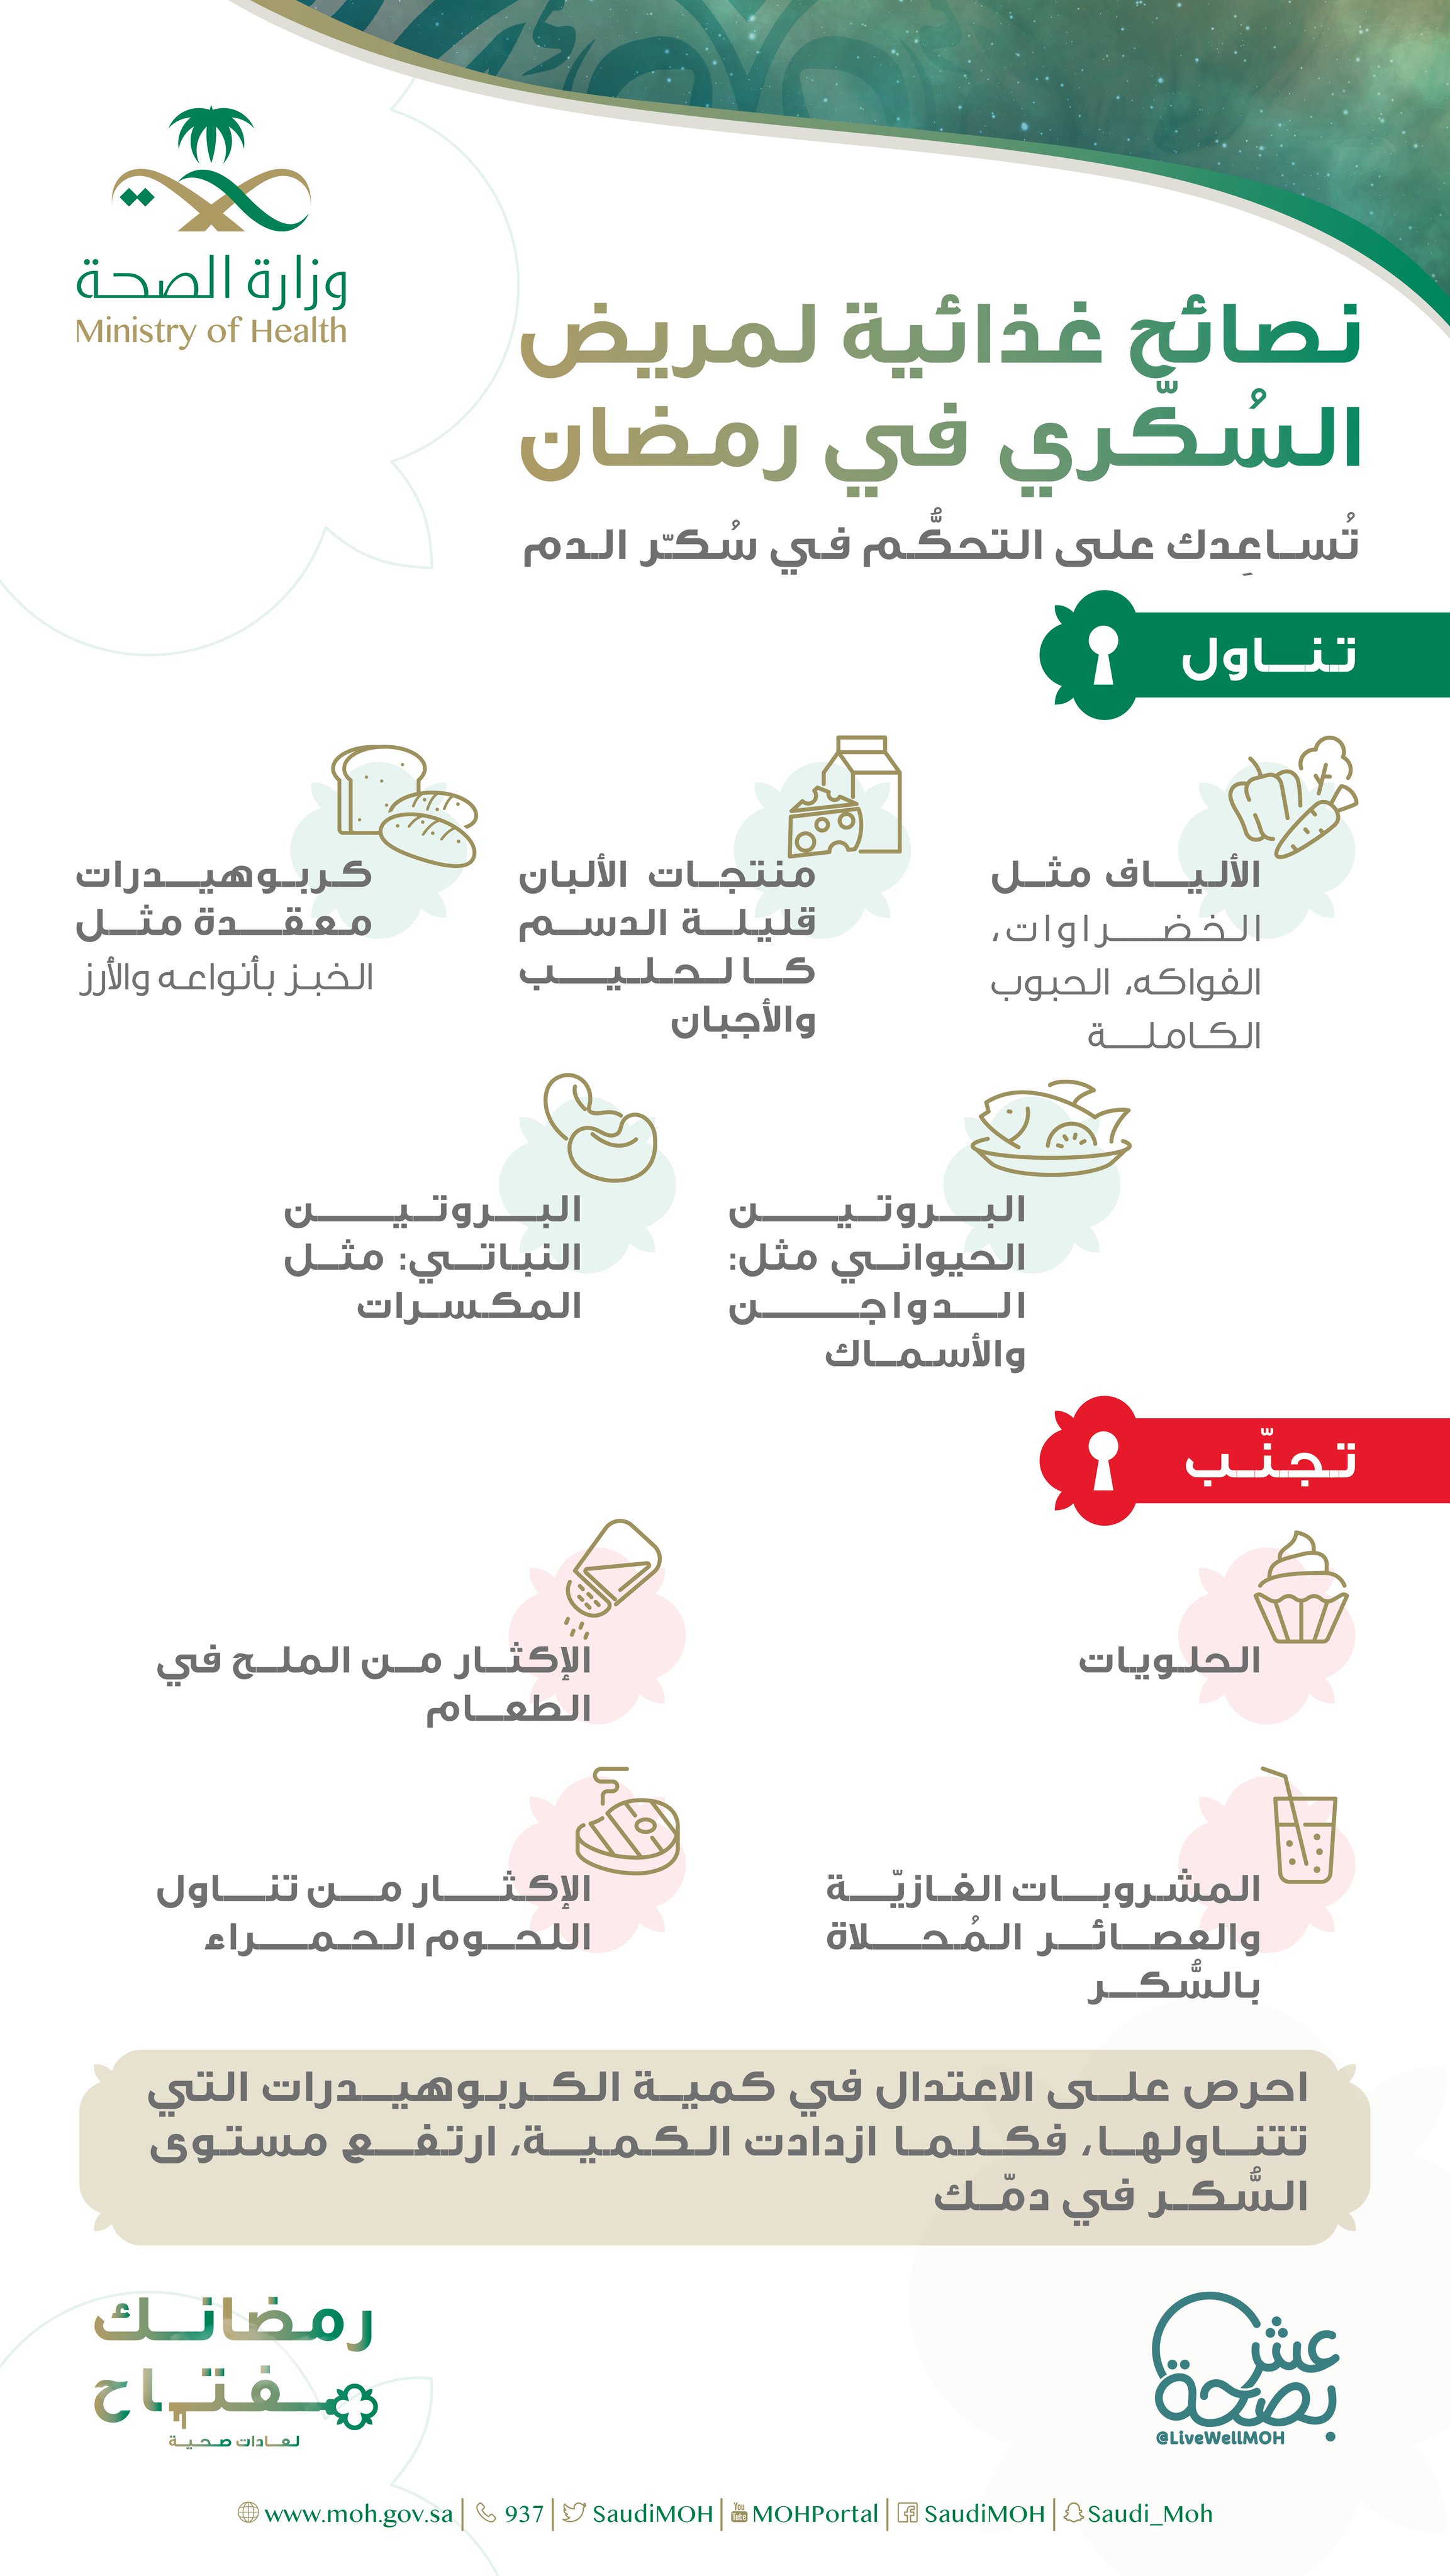 وزارة الصحة
Ministry of Health
نصائح غذائية لمريض
السُكّري في رمضان
تُساعِدك على التحكُّم في سُكّر الدم
تناول
الألياف مثل
الخضراوات،
الفواكه، الحبوب
الكاملة
منتجات الألبان
قليلة الدسم
كالحليب
والأجبان
كربوهيدرات
معقدة مثل
الخبز بأنواعه والأرز
البروتين
الحيواني مثل:
الدواجن
والأسماك
البروتين
النباتي: مثل
المكسرات
تجنّب
الحلويات
الإكثار من الملح في
الطعام
المشروبات الغازيّة
والعصائر المُحلاة
بالسُّكر
الإكثار من تناول
اللحوم الحمراء
احرص على الاعتدال في كمية الكربوهيدرات التي
تتناولها، فكلما ازدادت الكمية، ارتفع مستوى
السُّكر في دمّك
عش
بصحة
@LiveWellMOH
رمضانك
مفتاح
لعادات صحية
www.moh.gov.sa | 937 | SaudiMOH | You Tube MOHPortal | SaudiMOH | Saudi_Moh